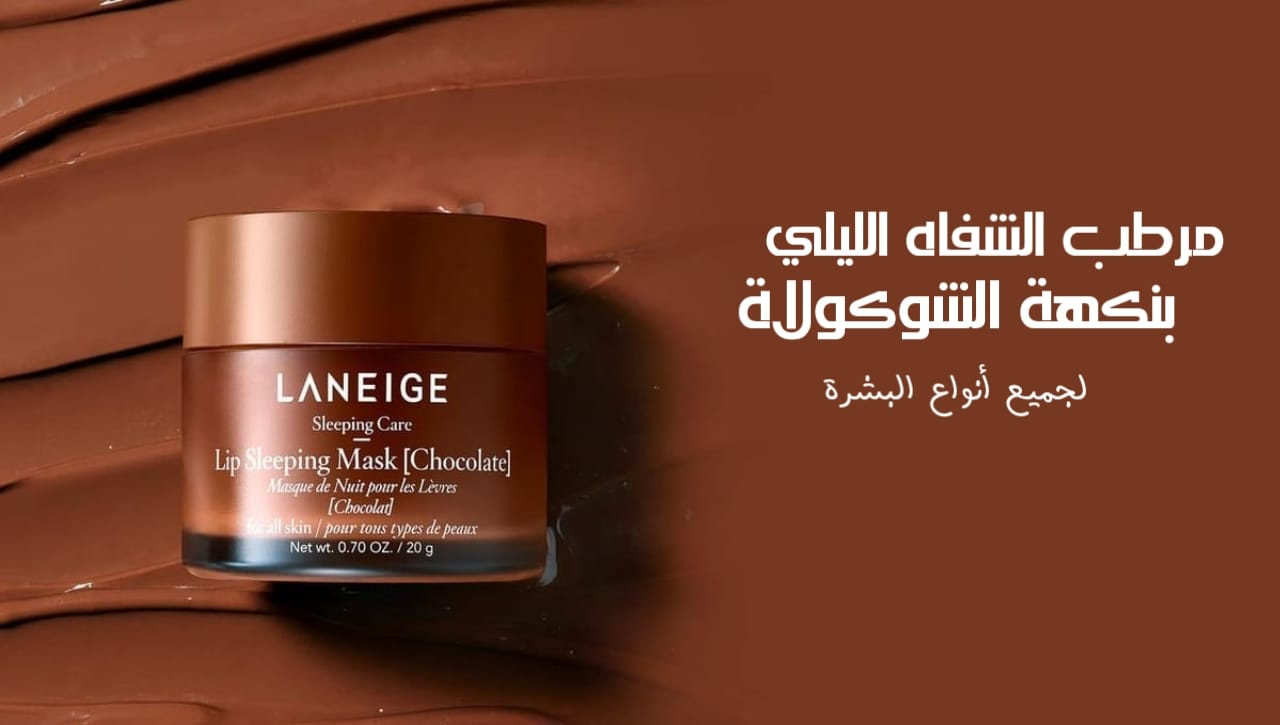 مرطب الشفاه الليلي
بنكهة الشوكولاة
لجميع أنواع البشرة
LANEIGE
Sleeping Care
Lip Sleeping Mask [Chocolate]
Masque de Nuit pour les Lèvres
[Chocolat]
for all skin / pour tous types de peaux
Net wt. 0.70 OZ. / 20 g